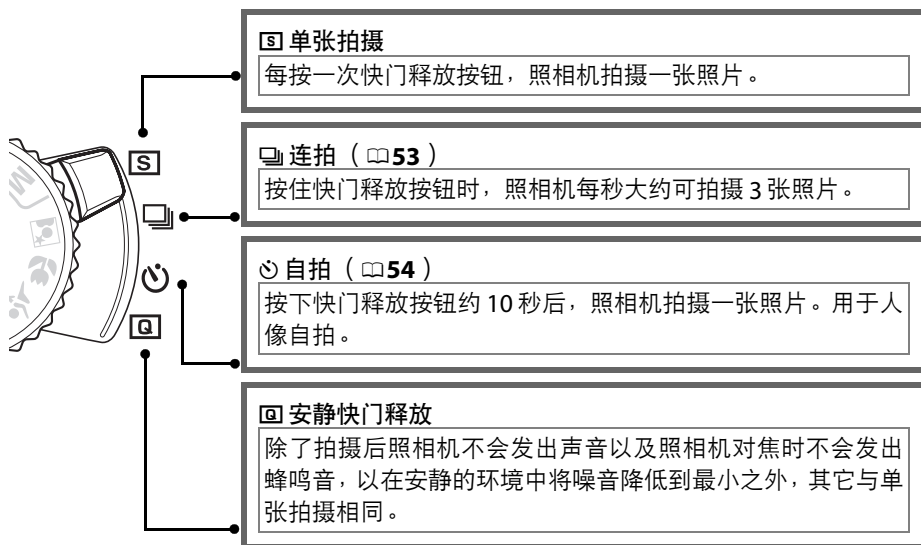 S 单张拍摄
每按一次快门释放按钮，照相机拍摄一张照片。
S
连拍（53）
按住快门释放按钮时，照相机每秒大约可拍摄 3 张照片。
M
自拍（54）
按下快门释放按钮约 10 秒后，照相机拍摄一张照片。用于人
像自拍。
Q
Q 安静快门释放
除了拍摄后照相机不会发出声音以及照相机对焦时不会发出
蜂鸣音，以在安静的环境中将噪音降低到最小之外，其它与单
张拍摄相同。